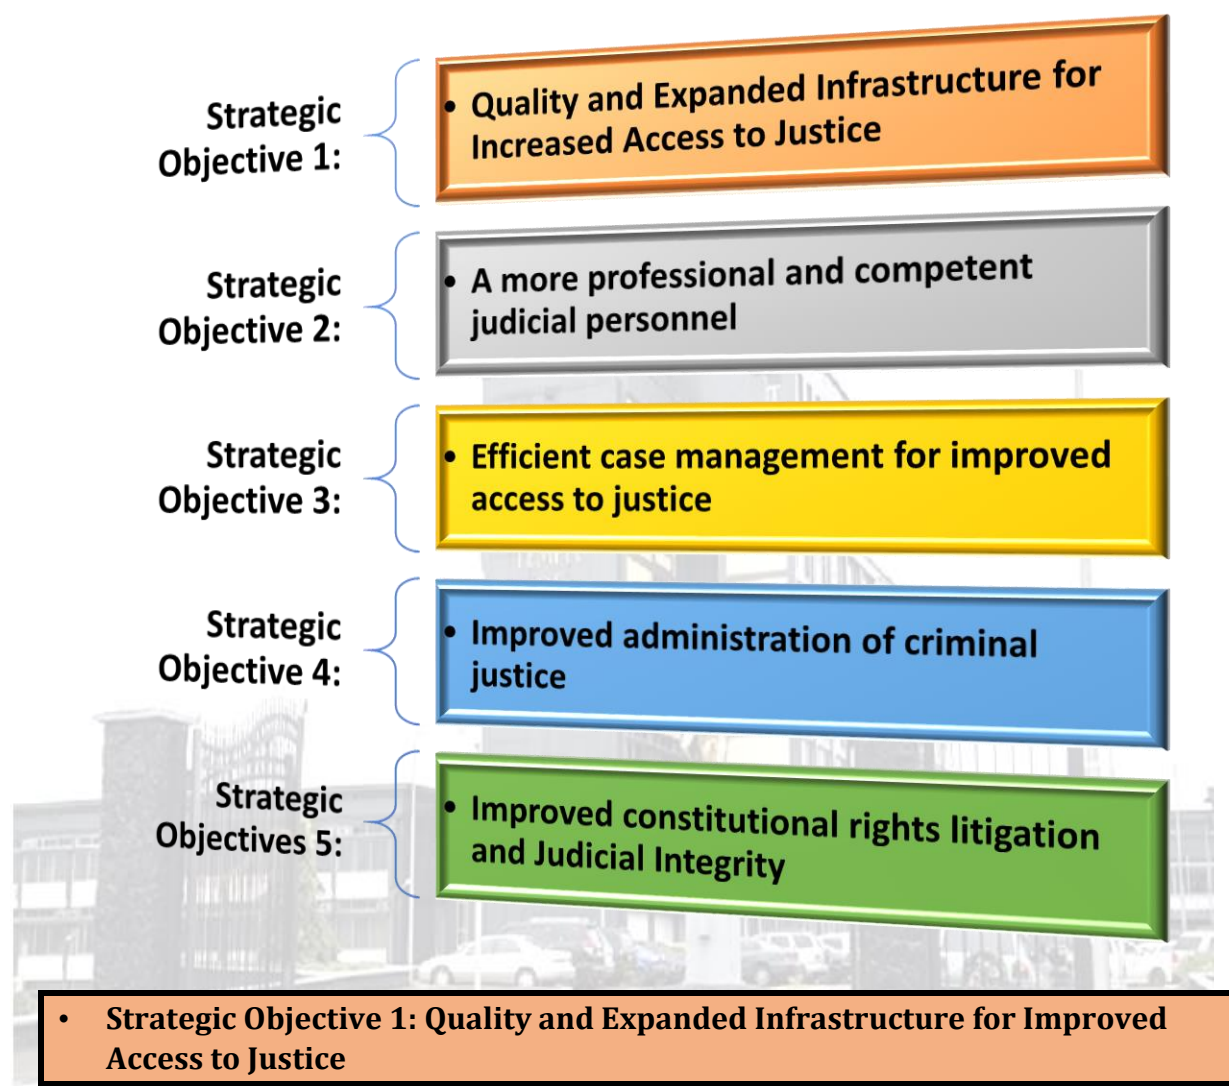 Strategic
Objective 1:
• Quality and Expanded Infrastructure for
Increased Access to Justice
Strategic
Objective 2:
• A more professional and competent
judicial personnel
Strategic
Objective 3:
• Efficient case management for improved
access to justice
Strategic
Objective 4:
• Improved administration of criminal
justice
Strategic
Objectives 5:
• Improved constitutional rights litigation
and Judicial Integrity
• Strategic Objective 1: Quality and Expanded Infrastructure for Improved
Access to Justice